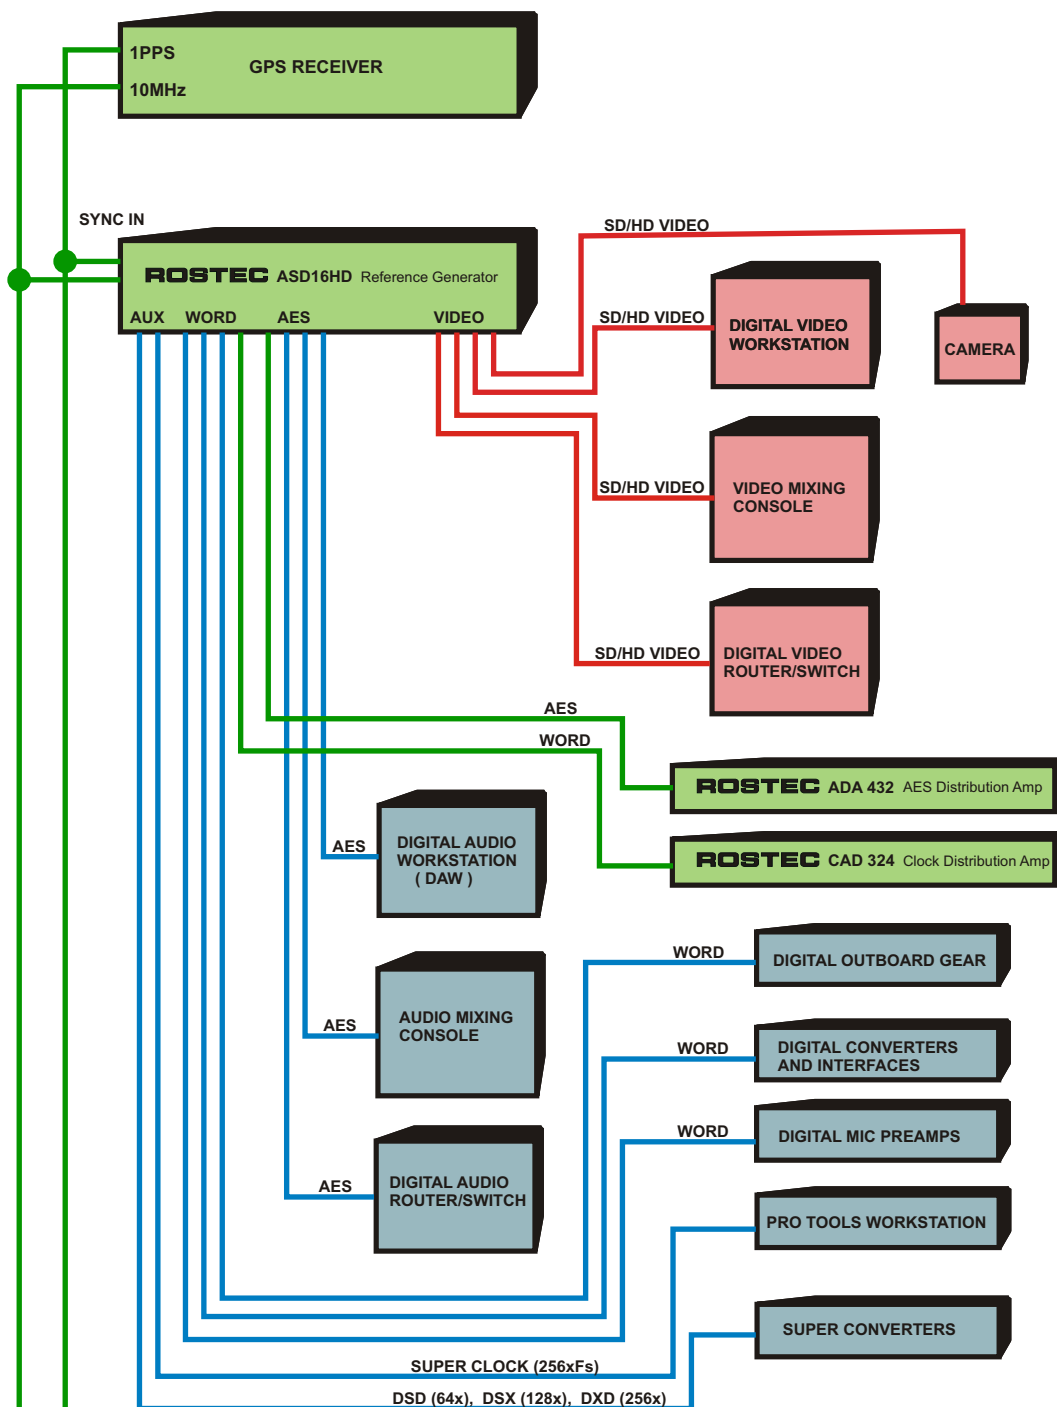 1PPS
GPS RECEIVER
10MHz
SYNC IN
ROSTEC ASD16HD Reference Generator
AUX WORD AES VIDEO
SD/HD VIDEO
SD/HD VIDEO
DIGITAL VIDEO
WORKSTATION
CAMERA
SD/HD VIDEO
VIDEO MIXING
CONSOLE
SD/HD VIDEO
DIGITAL VIDEO
ROUTER/SWITCH
AES
WORD
ROSTEC ADA 432 AES Distribution Amp
ROSTEC CAD 324 Clock Distribution Amp
AES
DIGITAL AUDIO
WORKSTATION
( DAW )
WORD
DIGITAL OUTBOARD GEAR
AES
AUDIO MIXING
CONSOLE
WORD
DIGITAL CONVERTERS
AND INTERFACES
WORD
DIGITAL MIC PREAMPS
AES
DIGITAL AUDIO
ROUTER/SWITCH
PRO TOOLS WORKSTATION
SUPER CONVERTERS
SUPER CLOCK (256xFs)
DSD (64x), DSX (128x), DXD (256x)